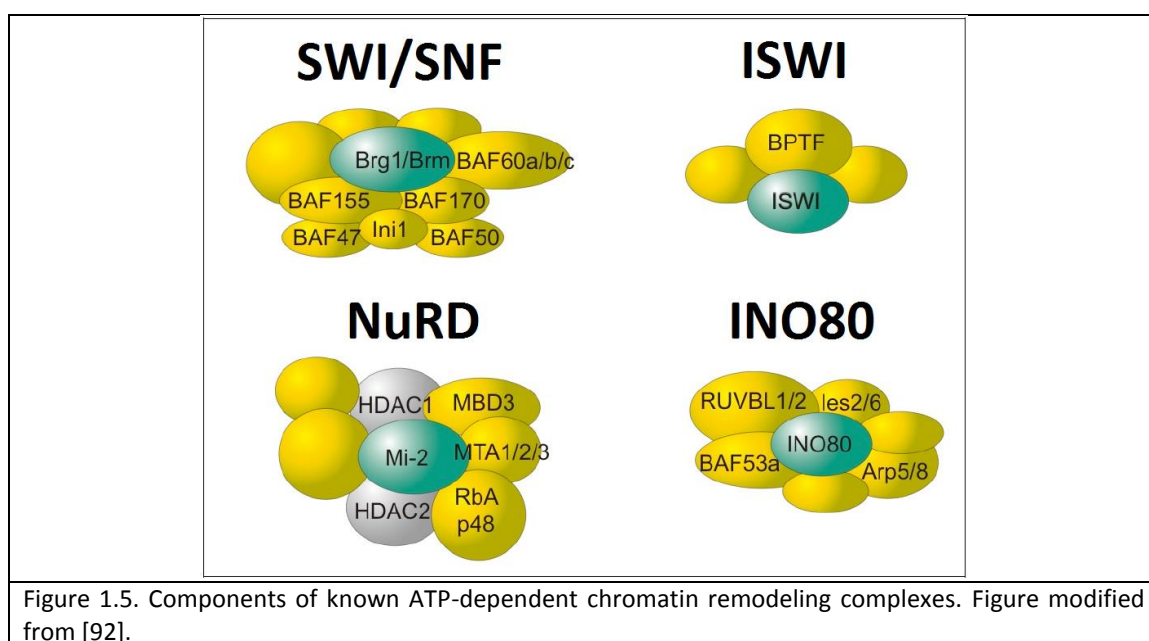 SWI/SNF
Brg1/Brm
BAF60a/b/c
BAF155
BAF170
BAF47
Ini1
BAF50
ISWI
BPTF
ISWI
NuRD
HDAC1
MBD3
Mi-2
MTA1/2/3
HDAC2
RbA
p48
INO80
RUVBL1/2
Ies2/6
INO80
BAF53a
Arp5/8
Figure 1.5. Components of known ATP-dependent chromatin remodeling complexes. Figure modified
from [92].